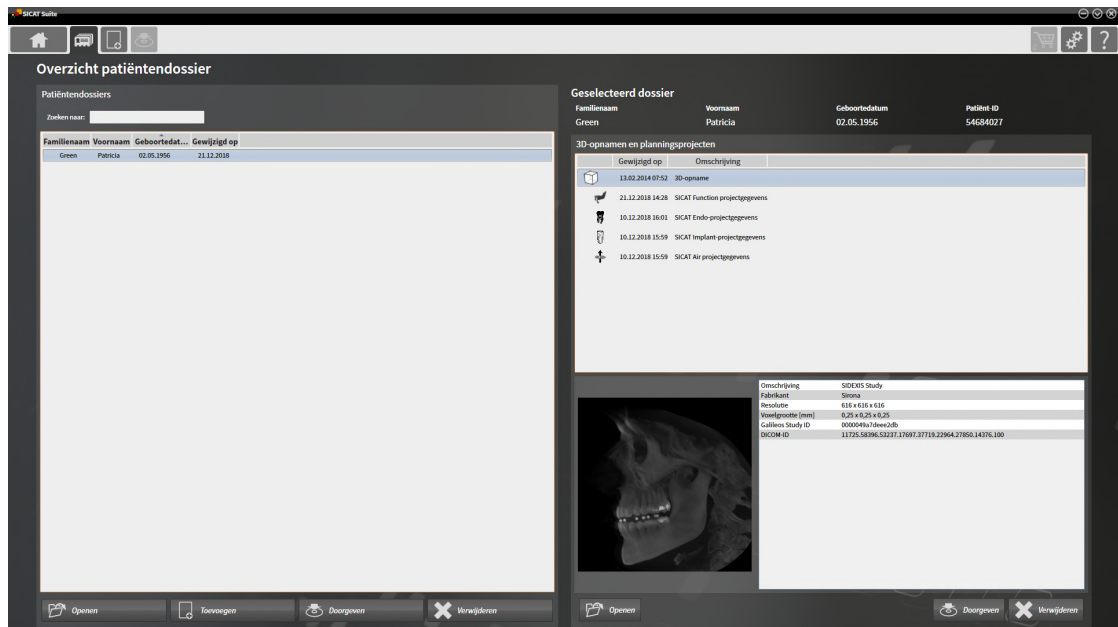 SICAT Suite
Overzicht patiëntendossier
Patiëntendossiers
Zoeken naar:
Familienaam Voornaam Geboortedat... Gewijzigd op
Green Patricia 02.05.1956 21.12.2018
Openen Toevoegen Doorgeven Verwijderen
Geselecteerd dossier
Familienaam Voornaam Geboortedatum Patiënt-ID
Green Patricia 02.05.1956 54684027
3D-opnamen en planningsprojecten
Gewijzigd op Omschrijving
13.02.2014 07:52 3D-opname
21.12.2018 14:28 SICAT Function projectgegevens
10.12.2018 16:01 SICAT Endo-projectgegevens
10.12.2018 15:59 SICAT Implant-projectgegevens
10.12.2018 15:59 SICAT Air projectgegevens
Omschrijving SIDEXIS Study
Fabrikant Sirona
Resolutie 616 x 616 x 616
Voxelgrootte [mm] 0,25 x 0,25 x 0,25
Galileos Study ID 0000049a7deee2db
DICOM-ID 11725.58396.53237.17697.37719.22964.27850.14376.100
Openen Doorgeven Verwijderen